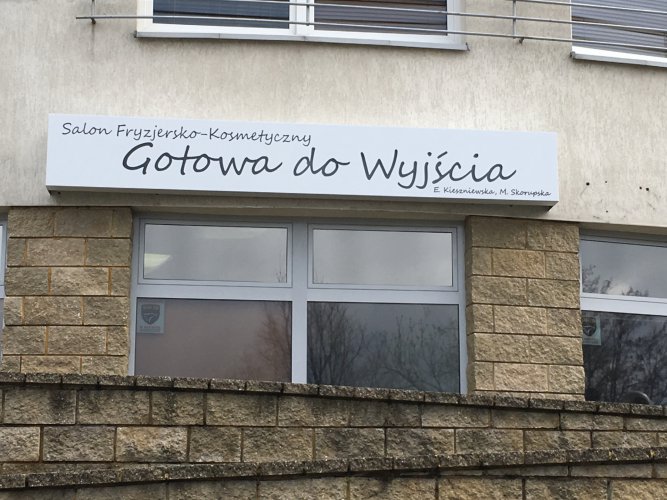 Salon Fryzjersko-Kosmetyczny
Gotowa do Wyjścia
E. Kieszniewska, M. Skorupska